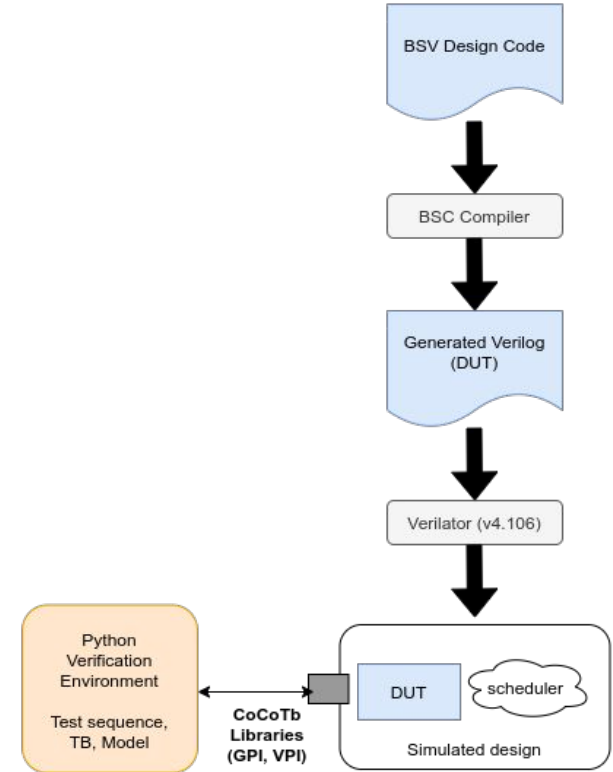 BSV Design Code
BSC Compiler
Generated Verilog
(DUT)
Verilator (v4.106)
Python
Verification
Environment
Test sequence,
TB, Model
CoCoTb
Libraries
(GPI, VPI)
DUT
scheduler
Simulated design